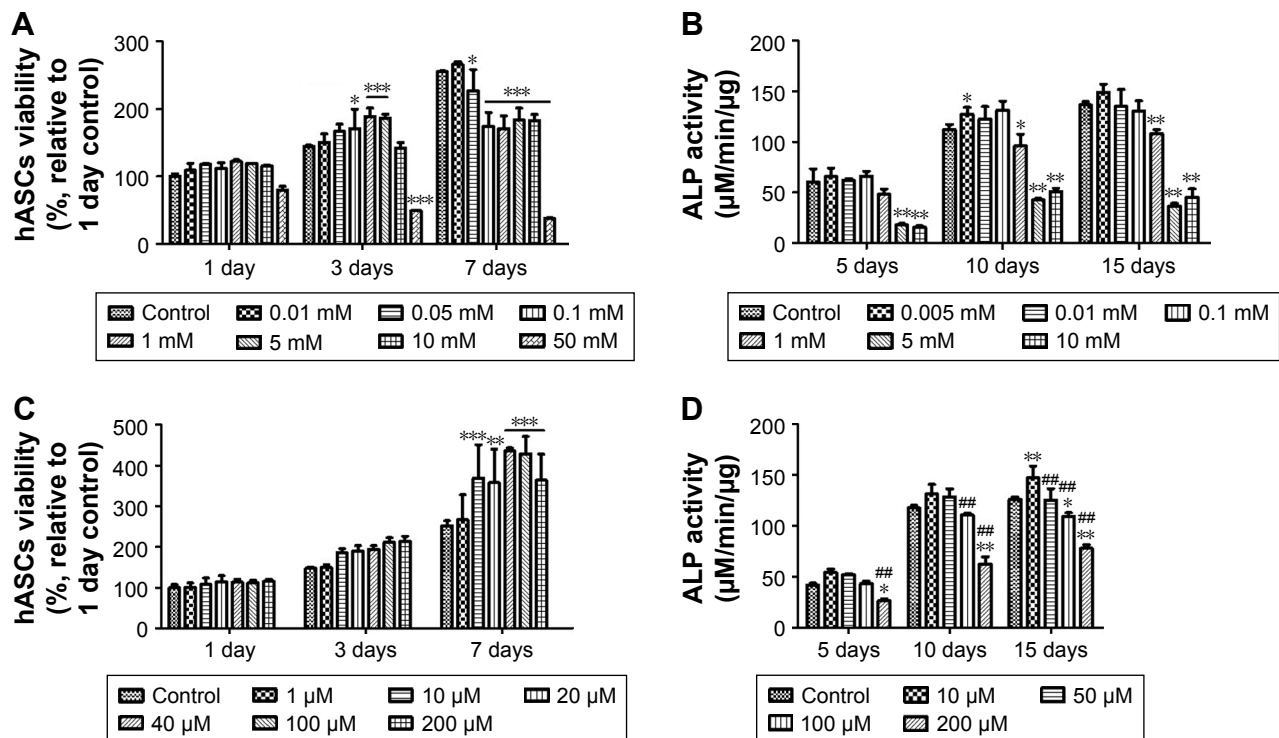 A
hASCs viability
(%, relative to
1 day control)
300
200
100
0
*
***
***
*
***
1 day
3 days
7 days
Control
0.01 mM
0.05 mM
0.1 mM
1 mM
5 mM
10 mM
50 mM
B
ALP activity
(µM/min/µg)
200
150
100
50
0
**
**
*
*
**
**
**
**
**
5 days
10 days
15 days
Control
0.005 mM
0.01 mM
0.1 mM
1 mM
5 mM
10 mM
C
hASCs viability
(%, relative to
1 day control)
500
400
300
200
100
0
***
**
***
1 day
3 days
7 days
Control
1 µM
10 µM
20 µM
40 µM
100 µM
200 µM
D
ALP activity
(µM/min/µg)
200
150
100
50
0
##
*
##
##
**
**
##
##
*
##
**
5 days
10 days
15 days
Control
10 µM
50 µM
100 µM
200 µM